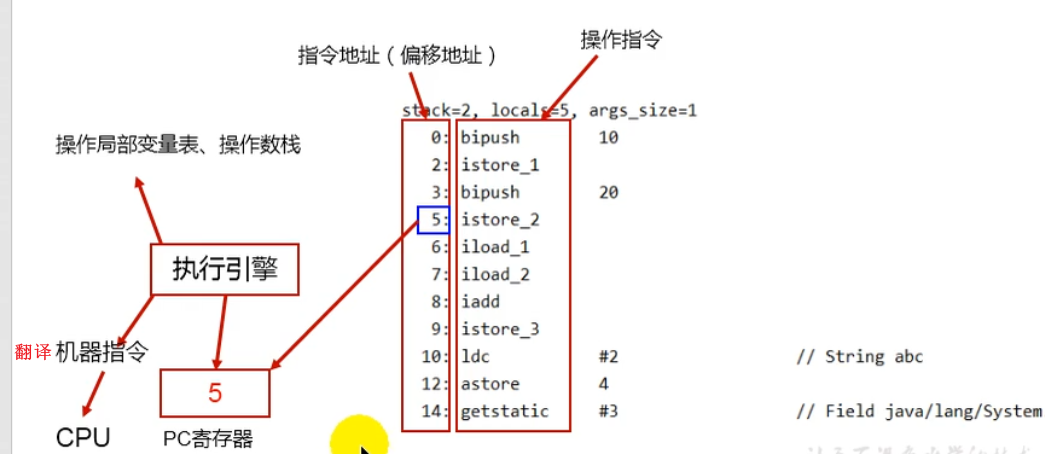 指令地址（偏移地址）
操作指令
stack=2, locals=5, args_size=1
操作局部变量表、操作数栈
0: bipush 10
2: istore_1
3: bipush 20
5: istore_2
6: iload_1
7: iload_2
8: iadd
9: istore_3
10: ldc #2 // String abc
12: astore 4
14: getstatic #3 // Field java/lang/System
执行引擎
翻译 机器指令
5
CPU
PC寄存器